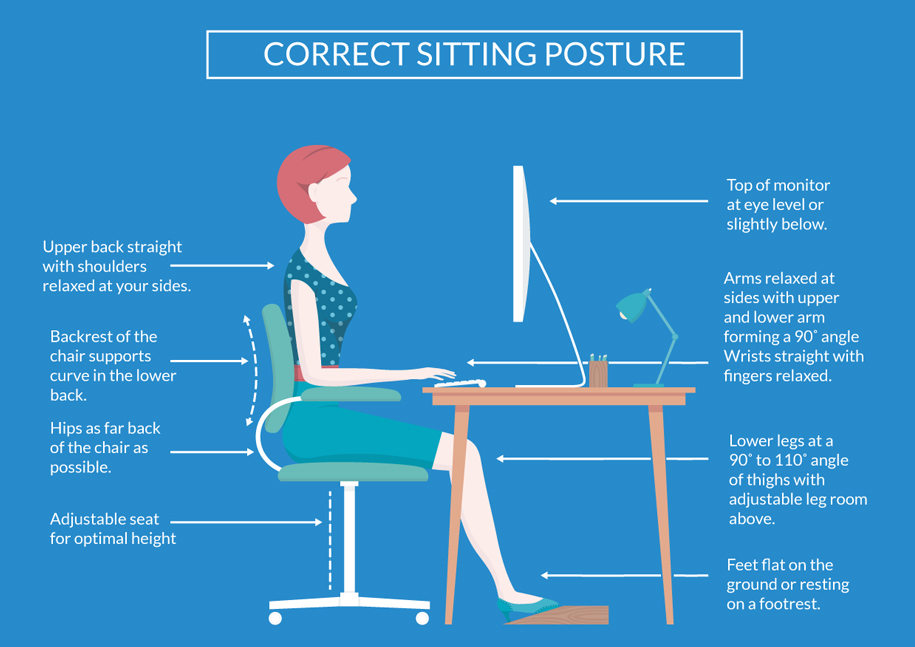 CORRECT SITTING POSTURE
Upper back straight
with shoulders
relaxed at your sides.
Backrest of the
chair supports
curve in the lower
back.
Hips as far back
of the chair as
possible.
Adjustable seat
for optimal height
Top of monitor
at eye level or
slightly below.
Arms relaxed at
sides with upper
and lower arm
forming a 90˚ angle
Wrists straight with
fingers relaxed.
Lower legs at a
90˚ to 110˚ angle
of thighs with
adjustable leg room
above.
Feet flat on the
ground or resting
on a footrest.